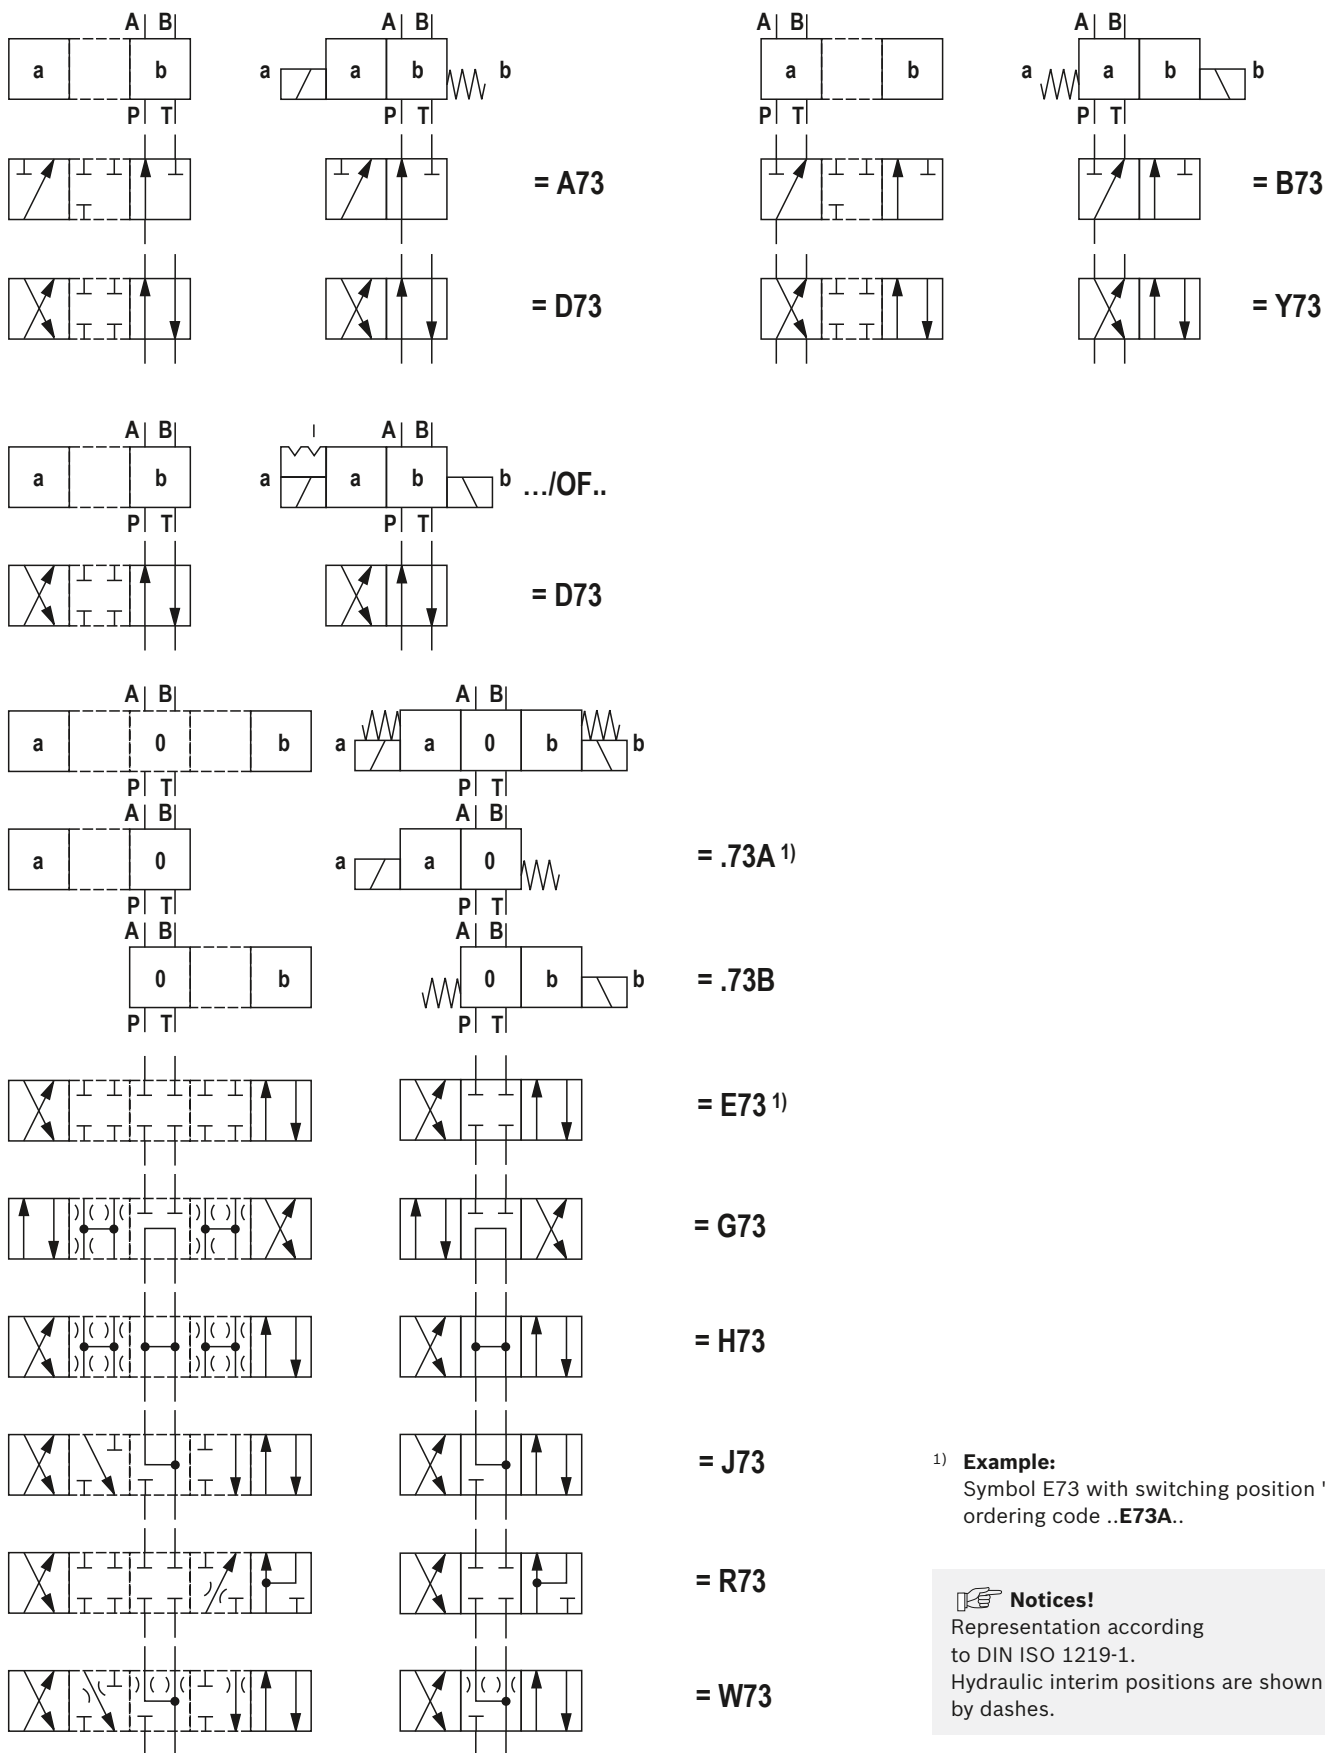 A B A B
a b a a b b
P T P T
= A73
= D73
A B A B
a b a a b b
P T P T
= B73
= Y73
A B A B
a b a a b b …/OF..
P T P T
= D73
A B A B
a 0 b a a 0 b b
P T P T
A B A B
a 0 a a 0 = .73A 1)
P T P T
A B A B
0 b 0 b b = .73B
P T P T
= E73 1)
= G73
= H73
= J73
= R73
= W73
1) Example:
Symbol E73 with switching position '
ordering code ..E73A..
Notices!
Representation according
to DIN ISO 1219-1.
Hydraulic interim positions are shown
by dashes.